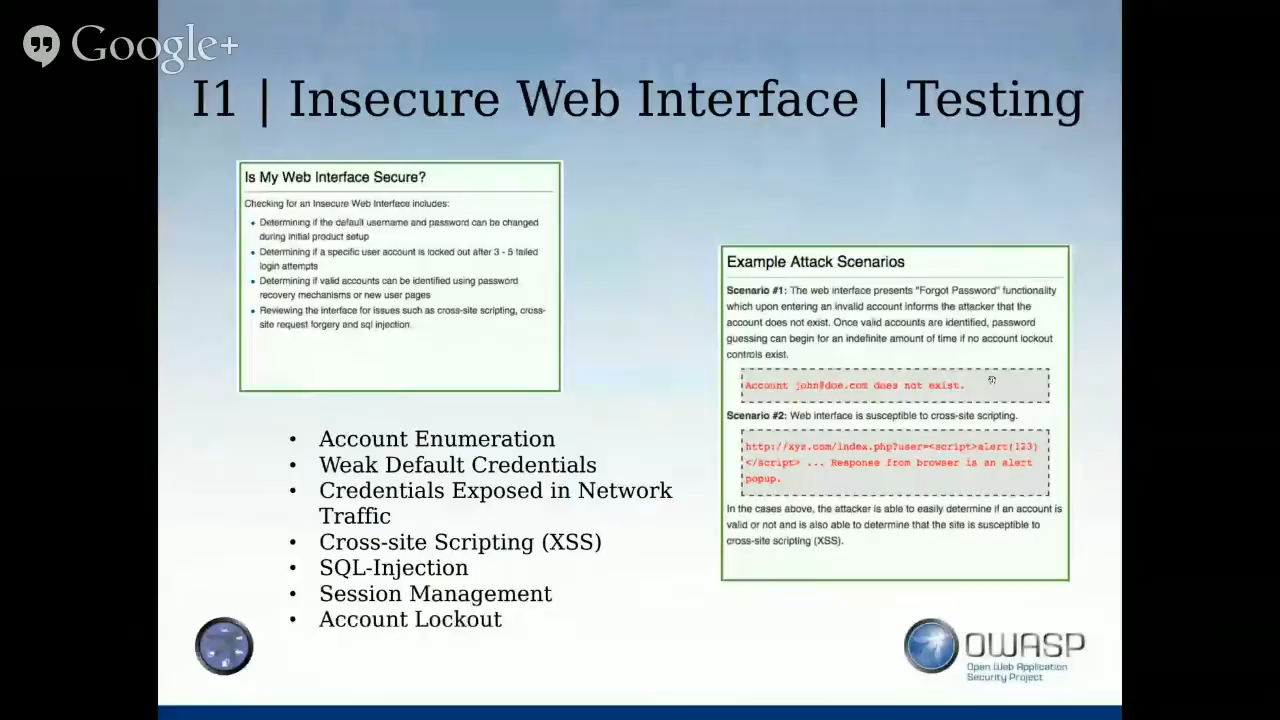 Google+
I1 | Insecure Web Interface | Testing
Is My Web Interface Secure?
Checking for an Insecure Web Interface includes:
• Determining if the default username and password can be changed
during initial product setup
• Determining if a specific user account is locked out after 3 - 5 failed
login attempts
• Determining if valid accounts can be identified using password
recovery mechanisms or new user pages
• Reviewing the interface for issues such as cross-site scripting, cross-
site request forgery and sql injection.
Example Attack Scenarios
Scenario #1: The web interface presents "Forgot Password" functionality
which upon entering an invalid account informs the attacker that the
account does not exist. Once valid accounts are identified, password
guessing can begin for an indefinite amount of time if no account lockout
controls exist.
Account john@doe.com does not exist.
Scenario #2: Web interface is susceptible to cross-site scripting.
http://xyz.com/index.php?user=<script>alert(123)
</script> ... Response from browser is an alert
popup.
In the cases above, the attacker is able to easily determine if an account is
valid or not and is also able to determine that the site is susceptible to
cross-site scripting (XSS).
• Account Enumeration
• Weak Default Credentials
• Credentials Exposed in Network
Traffic
• Cross-site Scripting (XSS)
• SQL-Injection
• Session Management
• Account Lockout
OWASP
Open Web Application
Security Project